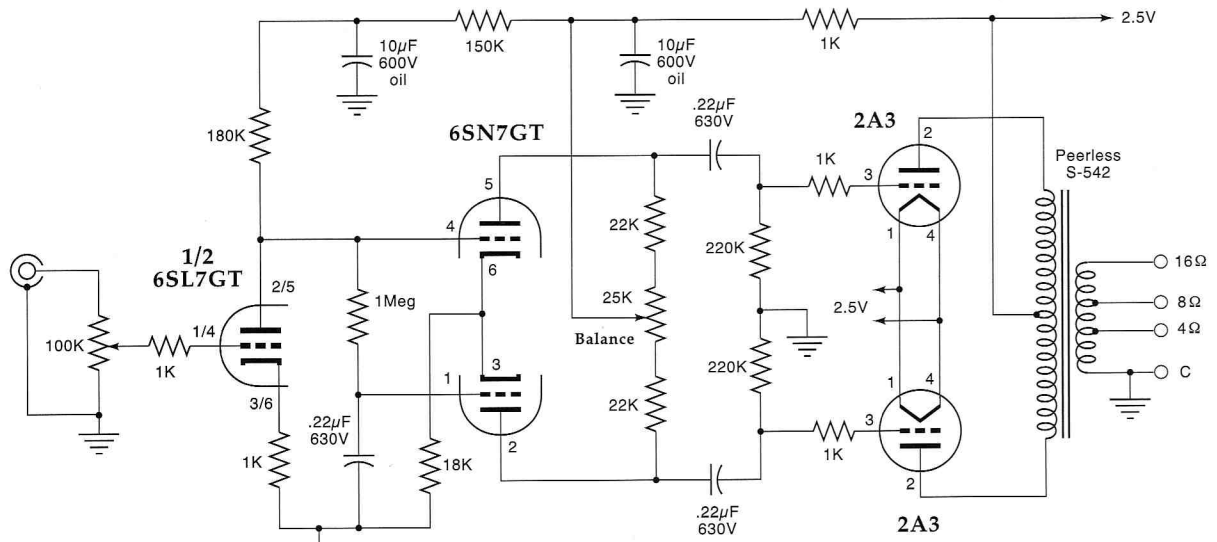 150K
1K
2.5V
10µF
600V
oil
10µF
600V
oil
180K
6SN7GT
.22µF
630V
2A3
Peerless
S-542
5
4
6
22K
1K
3
2
1
4
220K
1/2
6SL7GT
2/5
1/4
3/6
100K
1K
1Meg
25K
Balance
2.5V
16Ω
8Ω
4Ω
C
3
1
2
22K
220K
1
4
3
2
1K
.22µF
630V
1K
18K
.22µF
630V
2A3